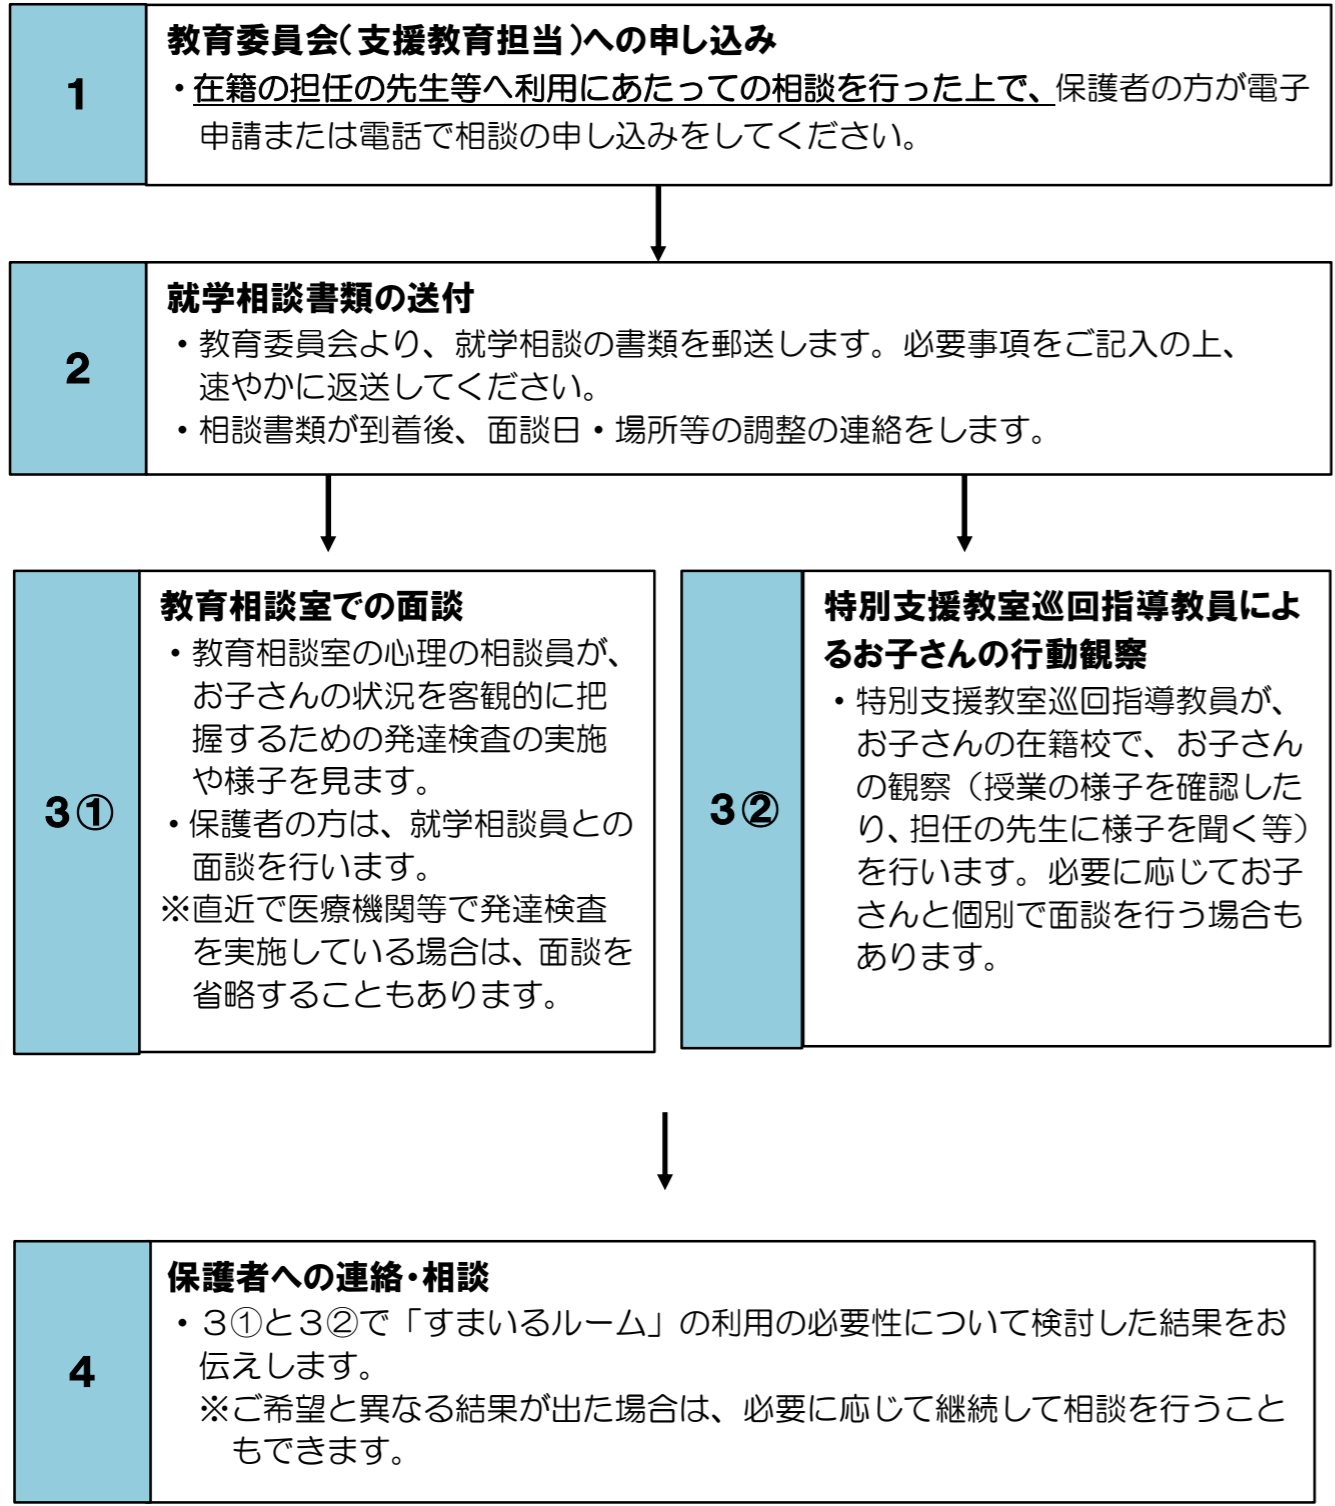 1
教育委員会（支援教育担当）への申し込み
・在籍の担任の先生等へ利用にあたっての相談を行った上で、保護者の方が電子
申請または電話で相談の申し込みをしてください。
2
就学相談書類の送付
・教育委員会より、就学相談の書類を郵送します。必要事項をご記入の上、
速やかに返送してください。
・相談書類が到着後、面談日・場所等の調整の連絡をします。
3①
教育相談室での面談
・教育相談室の心理の相談員が、
お子さんの状況を客観的に把
握するための発達検査の実施
や様子を見ます。
・保護者の方は、就学相談員との
面談を行います。
※直近で医療機関等で発達検査
を実施している場合は、面談を
省略することもあります。
3②
特別支援教室巡回指導教員によ
るお子さんの行動観察
・特別支援教室巡回指導教員が、
お子さんの在籍校で、お子さん
の観察（授業の様子を確認した
り、担任の先生に様子を聞く等）
を行います。必要に応じてお子
さんと個別で面談を行う場合も
あります。
4
保護者への連絡・相談
・３①と３②で「すまいるルーム」の利用の必要性について検討した結果をお
伝えします。
※ご希望と異なる結果が出た場合は、必要に応じて継続して相談を行うこと
もできます。